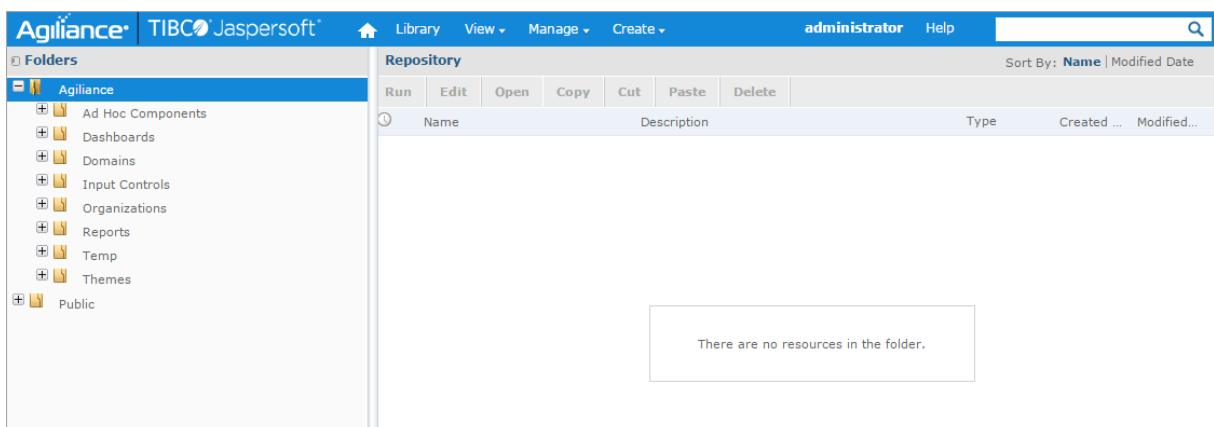 Agiliance TIBCO Jaspersoft Library View Manage Create administrator Help
Folders
Agiliance
Ad Hoc Components
Dashboards
Domains
Input Controls
Organizations
Reports
Temp
Themes
Public
Repository Sort By: Name | Modified Date
Run Edit Open Copy Cut Paste Delete
Name Description Type Created ... Modified...
There are no resources in the folder.